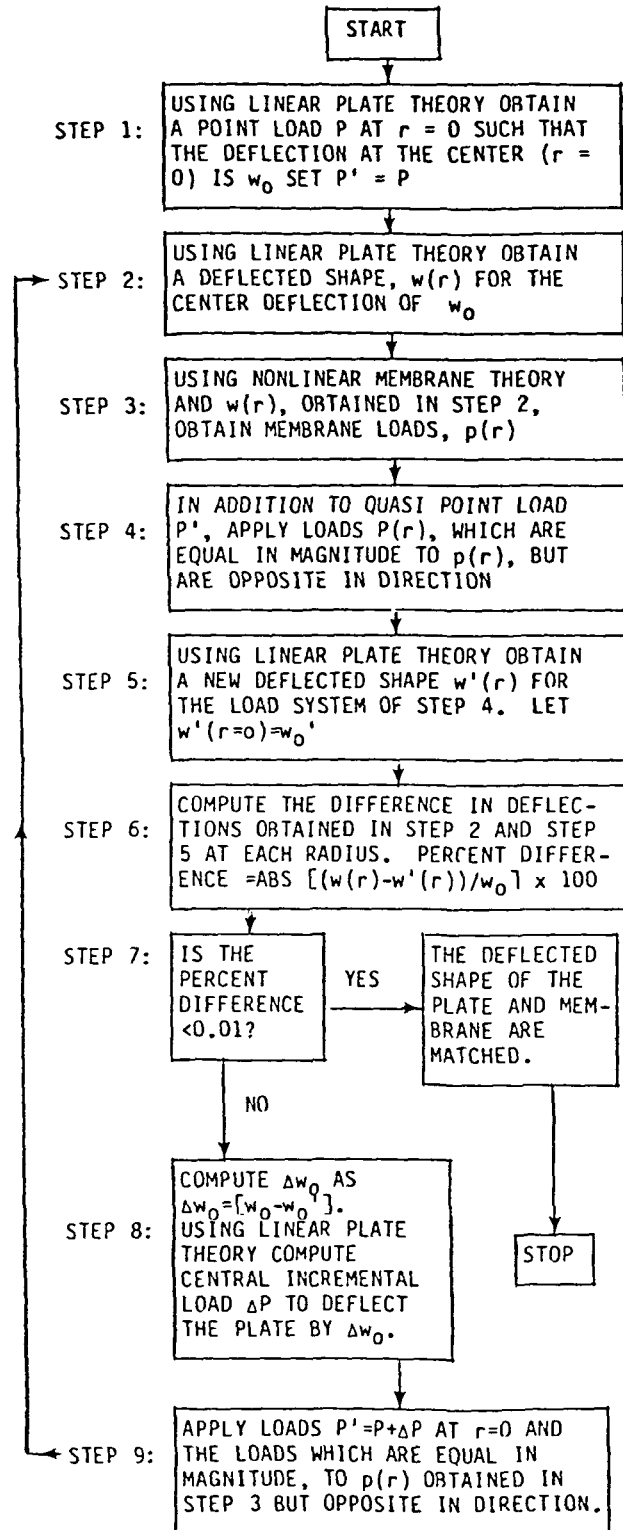 START
STEP 1:
USING LINEAR PLATE THEORY OBTAIN
A POINT LOAD P AT r = 0 SUCH THAT
THE DEFLECTION AT THE CENTER (r =
0) IS w₀ SET P' = P
STEP 2:
USING LINEAR PLATE THEORY OBTAIN
A DEFLECTED SHAPE, w(r) FOR THE
CENTER DEFLECTION OF w₀
STEP 3:
USING NONLINEAR MEMBRANE THEORY
AND w(r), OBTAINED IN STEP 2,
OBTAIN MEMBRANE LOADS, p(r)
STEP 4:
IN ADDITION TO QUASI POINT LOAD
P', APPLY LOADS P(r), WHICH ARE
EQUAL IN MAGNITUDE TO p(r), BUT
ARE OPPOSITE IN DIRECTION
STEP 5:
USING LINEAR PLATE THEORY OBTAIN
A NEW DEFLECTED SHAPE w'(r) FOR
THE LOAD SYSTEM OF STEP 4. LET
w'(r=o)=w₀'
STEP 6:
COMPUTE THE DIFFERENCE IN DEFLEC-
TIONS OBTAINED IN STEP 2 AND STEP
5 AT EACH RADIUS. PERCENT DIFFER-
ENCE =ABS [(w(r)-w'(r))/w₀] x 100
STEP 7:
IS THE
PERCENT
DIFFERENCE
<0.01?
YES
THE DEFLECTED
SHAPE OF THE
PLATE AND MEM-
BRANE ARE
MATCHED.
NO
STOP
STEP 8:
COMPUTE Δw₀ AS
Δw₀=[w₀-w₀'].
USING LINEAR PLATE
THEORY COMPUTE
CENTRAL INCREMENTAL
LOAD ΔP TO DEFLECT
THE PLATE BY Δw₀.
STEP 9:
APPLY LOADS P'=P+ΔP AT r=0 AND
THE LOADS WHICH ARE EQUAL IN
MAGNITUDE, TO p(r) OBTAINED IN
STEP 3 BUT OPPOSITE IN DIRECTION.